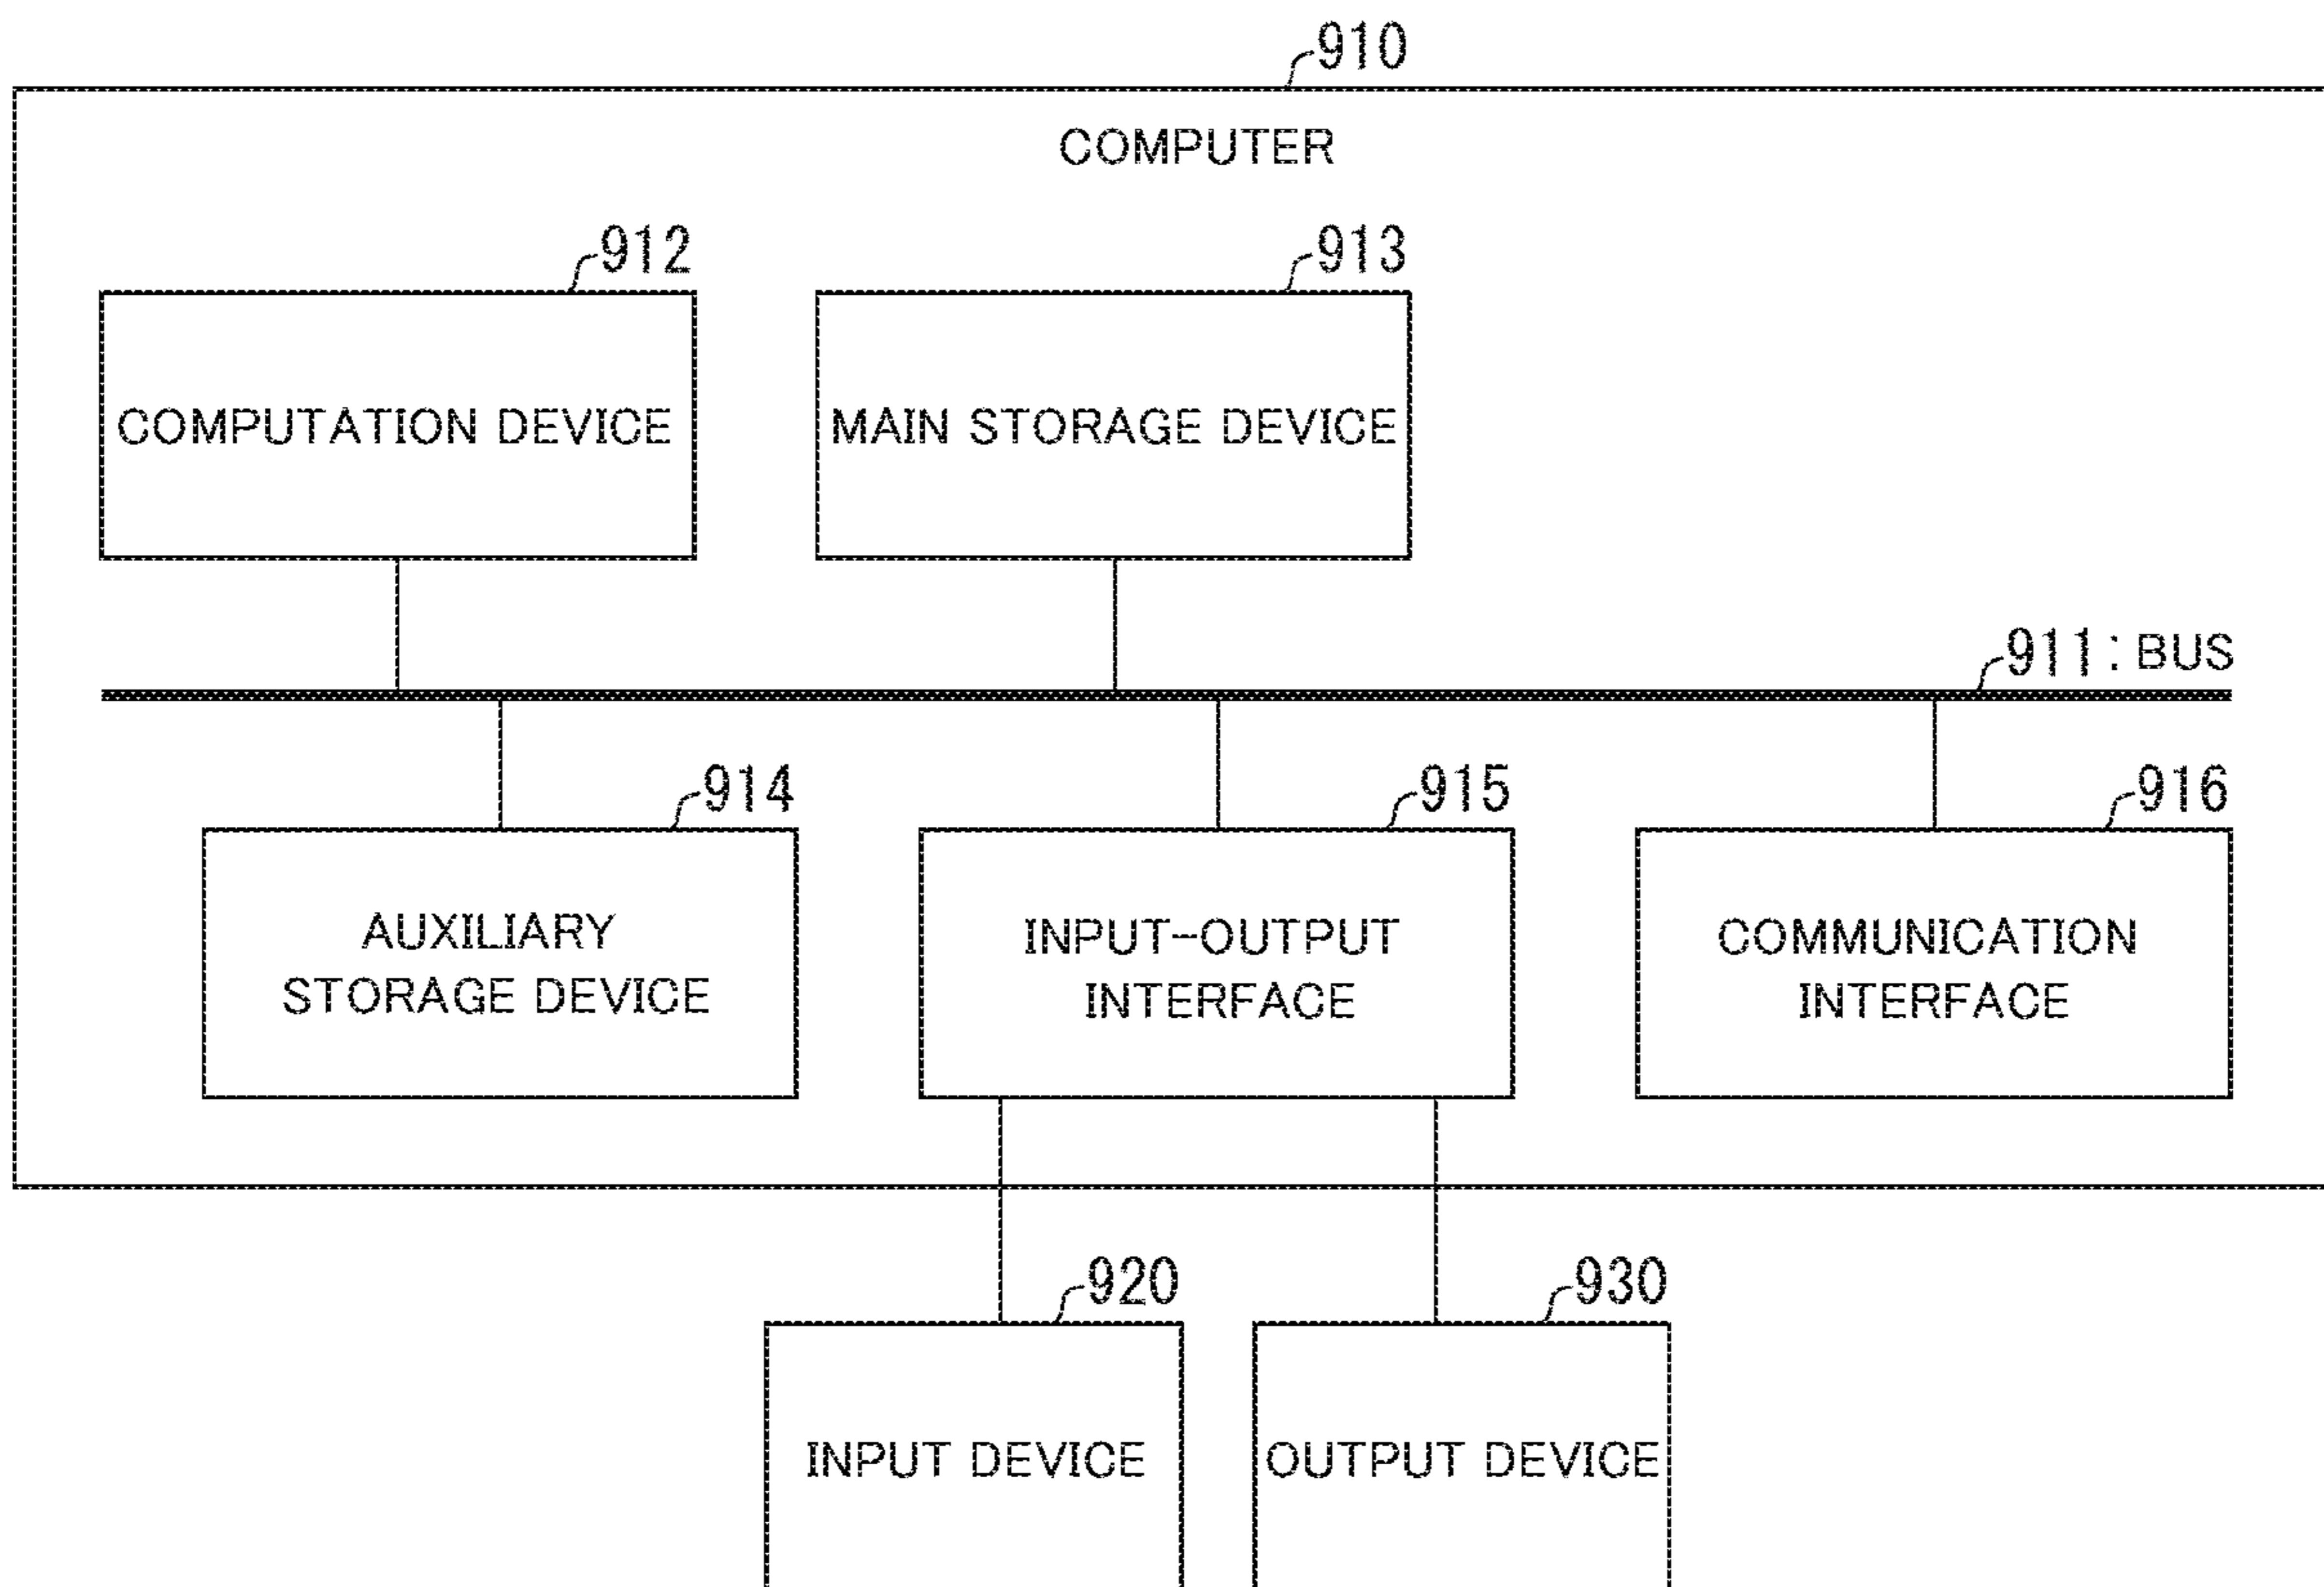 910
COMPUTER
912
913
COMPUTATION DEVICE
MAIN STORAGE DEVICE
911: BUS
914
915
916
AUXILIARY
STORAGE DEVICE
INPUT-OUTPUT
INTERFACE
COMMUNICATION
INTERFACE
920
930
INPUT DEVICE
OUTPUT DEVICE